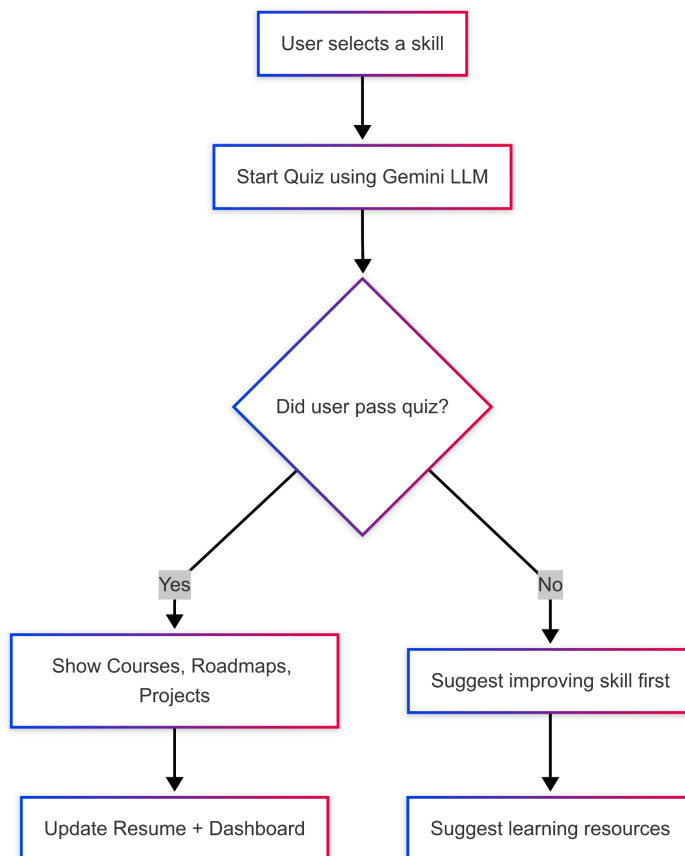 User selects a skill
Start Quiz using Gemini LLM
Did user pass quiz?
Yes
No
Show Courses, Roadmaps,
Projects
Suggest improving skill first
Update Resume + Dashboard
Suggest learning resources